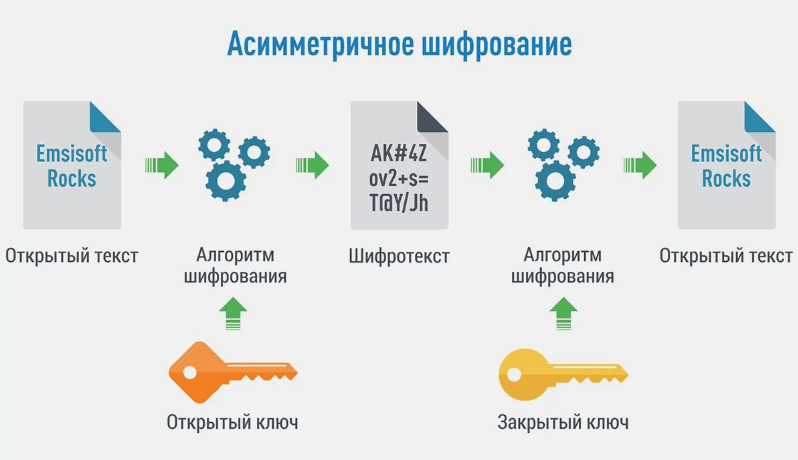 Асимметричное шифрование
Emsisoft
Rocks
AK#4Z
ov2+s=
T@Y/Jh
Emsisoft
Rocks
Открытый текст
Алгоритм
шифрования
Шифротекст
Алгоритм
шифрования
Открытый текст
Открытый ключ
Закрытый ключ